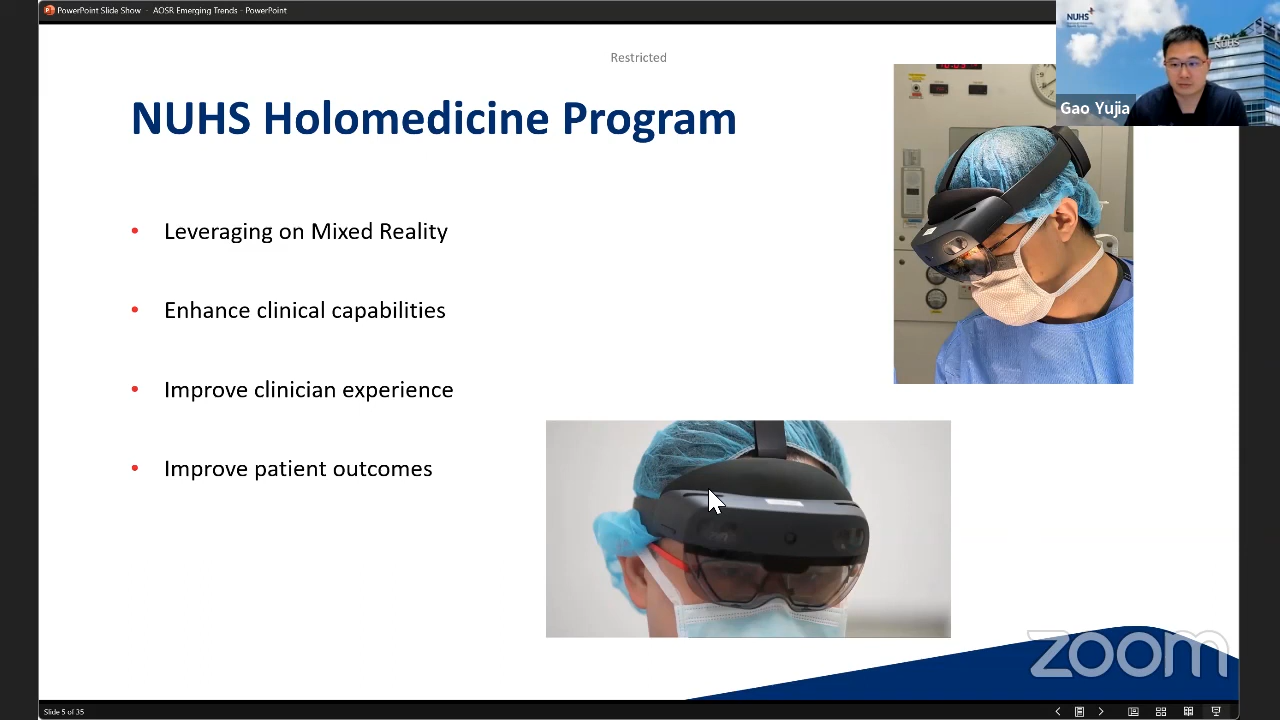 PowerPoint Slide Show - AOSR Emerging Trends - PowerPoint
Restricted
NUHS
NUHS
Gao Yujia
NUHS Holomedicine Program
• Leveraging on Mixed Reality
• Enhance clinical capabilities
• Improve clinician experience
• Improve patient outcomes
zoom
Slide 5 of 35